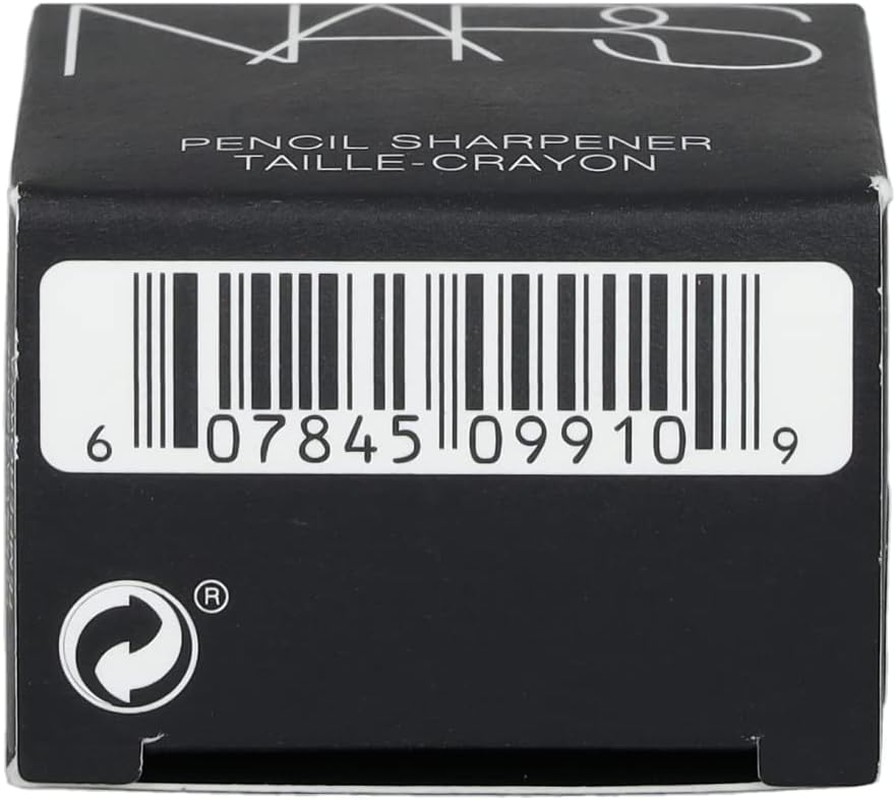 NARS
PENCIL SHARPENER
TAILLE-CRAYON
6 07845 09910 9
®